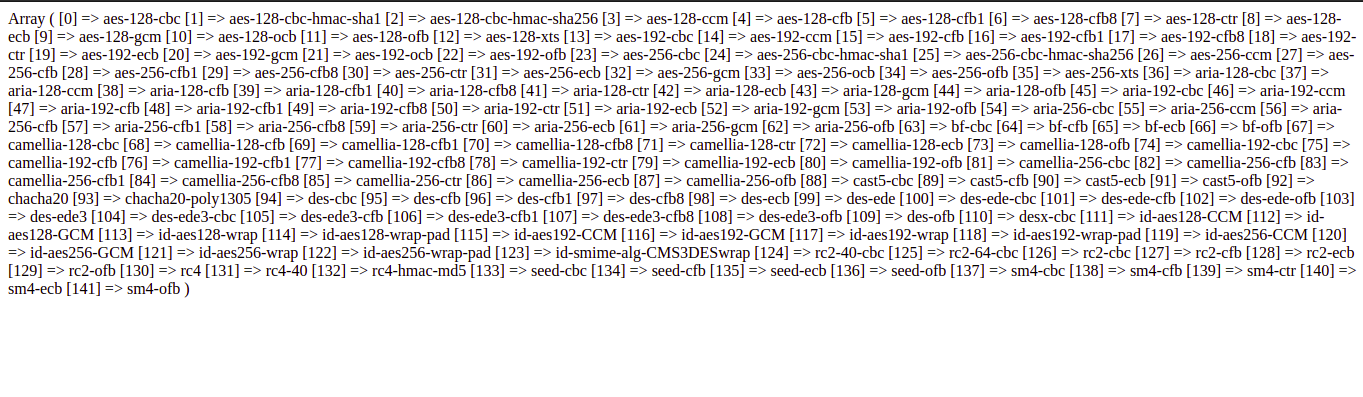 Array ( [0] => aes-128-cbc [1] => aes-128-cbc-hmac-sha1 [2] => aes-128-cbc-hmac-sha256 [3] => aes-128-ccm [4] => aes-128-cfb [5] => aes-128-cfb1 [6] => aes-128-cfb8 [7] => aes-128-ctr [8] => aes-128-
ecb [9] => aes-128-gcm [10] => aes-128-ocb [11] => aes-128-ofb [12] => aes-128-xts [13] => aes-192-cbc [14] => aes-192-ccm [15] => aes-192-cfb [16] => aes-192-cfb1 [17] => aes-192-cfb8 [18] => aes-192-
ctr [19] => aes-192-ecb [20] => aes-192-gcm [21] => aes-192-ocb [22] => aes-192-ofb [23] => aes-256-cbc [24] => aes-256-cbc-hmac-sha1 [25] => aes-256-cbc-hmac-sha256 [26] => aes-256-ccm [27] => aes-
256-cfb [28] => aes-256-cfb1 [29] => aes-256-cfb8 [30] => aes-256-ctr [31] => aes-256-ecb [32] => aes-256-gcm [33] => aes-256-ocb [34] => aes-256-ofb [35] => aes-256-xts [36] => aria-128-cbc [37] =>
aria-128-ccm [38] => aria-128-cfb [39] => aria-128-cfb1 [40] => aria-128-cfb8 [41] => aria-128-ctr [42] => aria-128-ecb [43] => aria-128-gcm [44] => aria-128-ofb [45] => aria-192-cbc [46] => aria-192-ccm
[47] => aria-192-cfb [48] => aria-192-cfb1 [49] => aria-192-cfb8 [50] => aria-192-ctr [51] => aria-192-ecb [52] => aria-192-gcm [53] => aria-192-ofb [54] => aria-256-cbc [55] => aria-256-ccm [56] => aria-
256-cfb [57] => aria-256-cfb1 [58] => aria-256-cfb8 [59] => aria-256-ctr [60] => aria-256-ecb [61] => aria-256-gcm [62] => aria-256-ofb [63] => bf-cbc [64] => bf-cfb [65] => bf-ecb [66] => bf-ofb [67] =>
camellia-128-cbc [68] => camellia-128-cfb [69] => camellia-128-cfb1 [70] => camellia-128-cfb8 [71] => camellia-128-ctr [72] => camellia-128-ecb [73] => camellia-128-ofb [74] => camellia-192-cbc [75] =>
camellia-192-cfb [76] => camellia-192-cfb1 [77] => camellia-192-cfb8 [78] => camellia-192-ctr [79] => camellia-192-ecb [80] => camellia-192-ofb [81] => camellia-256-cbc [82] => camellia-256-cfb [83] =>
camellia-256-cfb1 [84] => camellia-256-cfb8 [85] => camellia-256-ctr [86] => camellia-256-ecb [87] => camellia-256-ofb [88] => cast5-cbc [89] => cast5-cfb [90] => cast5-ecb [91] => cast5-ofb [92] =>
chacha20 [93] => chacha20-poly1305 [94] => des-cbc [95] => des-cfb [96] => des-cfb1 [97] => des-cfb8 [98] => des-ecb [99] => des-ede [100] => des-ede-cbc [101] => des-ede-cfb [102] => des-ede-ofb [103]
=> des-ede3 [104] => des-ede3-cbc [105] => des-ede3-cfb [106] => des-ede3-cfb1 [107] => des-ede3-cfb8 [108] => des-ede3-ofb [109] => des-ofb [110] => desx-cbc [111] => id-aes128-CCM [112] => id-
aes128-GCM [113] => id-aes128-wrap [114] => id-aes128-wrap-pad [115] => id-aes192-CCM [116] => id-aes192-GCM [117] => id-aes192-wrap [118] => id-aes192-wrap-pad [119] => id-aes256-CCM [120]
=> id-aes256-GCM [121] => id-aes256-wrap [122] => id-aes256-wrap-pad [123] => id-smime-alg-CMS3DESwrap [124] => rc2-40-cbc [125] => rc2-64-cbc [126] => rc2-cbc [127] => rc2-cfb [128] => rc2-ecb
[129] => rc2-ofb [130] => rc4 [131] => rc4-40 [132] => rc4-hmac-md5 [133] => seed-cbc [134] => seed-cfb [135] => seed-ecb [136] => seed-ofb [137] => sm4-cbc [138] => sm4-cfb [139] => sm4-ctr [140] =>
sm4-ecb [141] => sm4-ofb )